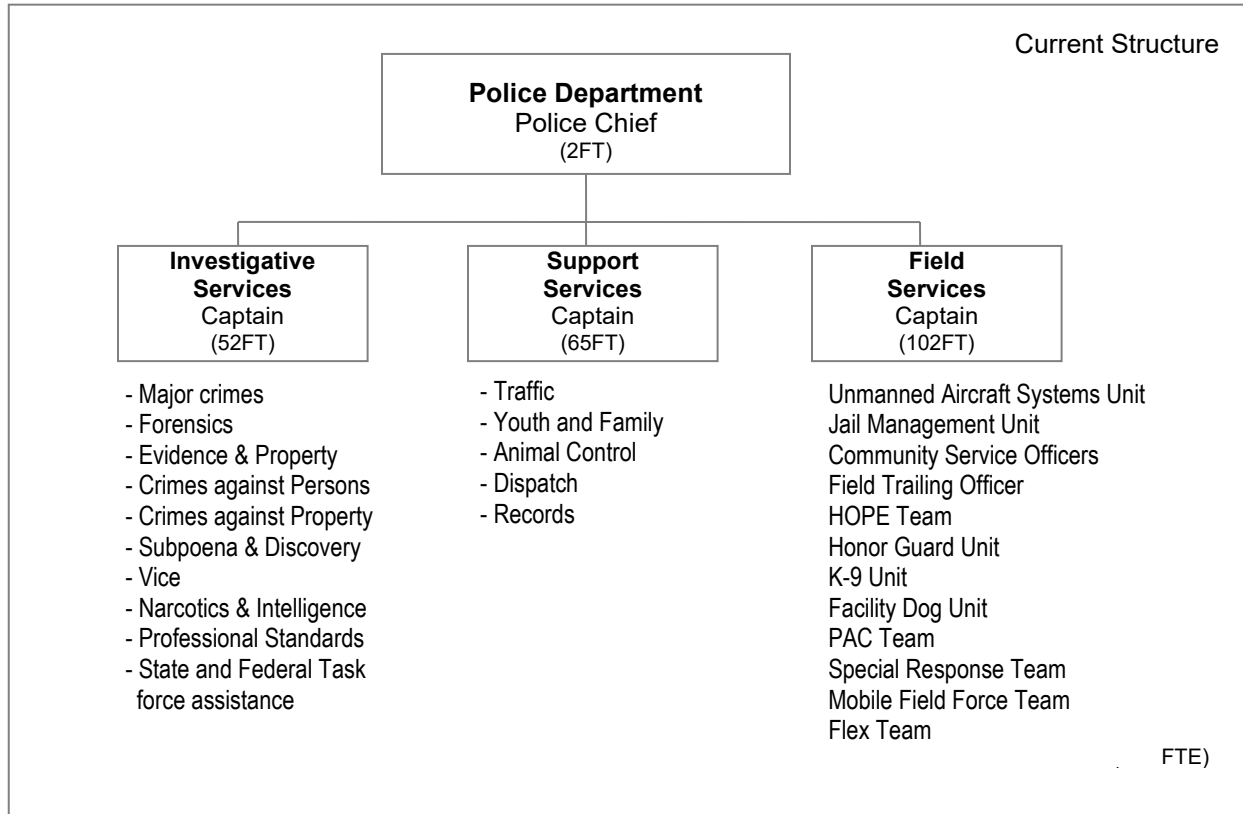 Current Structure
Police Department
Police Chief
(2FT)
Investigative
Services
Captain
(52FT)
- Major crimes
- Forensics
- Evidence & Property
- Crimes against Persons
- Crimes against Property
- Subpoena & Discovery
- Vice
- Narcotics & Intelligence
- Professional Standards
- State and Federal Task
force assistance
Support
Services
Captain
(65FT)
- Traffic
- Youth and Family
- Animal Control
- Dispatch
- Records
Field
Services
Captain
(102FT)
Unmanned Aircraft Systems Unit
Jail Management Unit
Community Service Officers
Field Trailing Officer
HOPE Team
Honor Guard Unit
K-9 Unit
Facility Dog Unit
PAC Team
Special Response Team
Mobile Field Force Team
Flex Team
FTE)